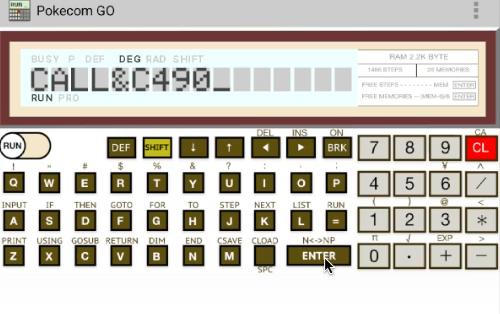 RUN
Pokecom GO
BUSY P DEF DEG RAD SHIFT
CALL&C490_
RUN PRO
RAM 2.2K BYTE
1486 STEPS 26 MEMORIES
FREE STEPS MEM ENTER
FREE MEMORIES (MEM-6/8 ENTER
DEL INS ON CA
RUN DEF SHIFT ↓ ↑ ◀ ▶ BRK 7 8 9 CL
! " # $ % & ? : , ; ¥ ^
Q W E R T Y U I O P 4 5 6 /
INPUT IF THEN GOTO FOR TO STEP NEXT LIST RUN ( ) @ <
A S D F G H J K L = 1 2 3 *
PRINT USING GOSUB RETURN DIM END CSAVE CLOAD N<->NP π √ EXP >
Z X C V B N M SPC ENTER 0 · + −